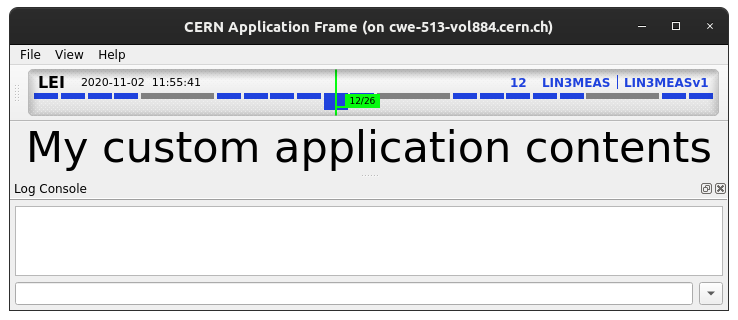 CERN Application Frame (on cwe-513-vol884.cern.ch)
File View Help
LEI 2020-11-02 11:55:41 12 LIN3MEAS | LIN3MEASv1
12/26
My custom application contents
Log Console